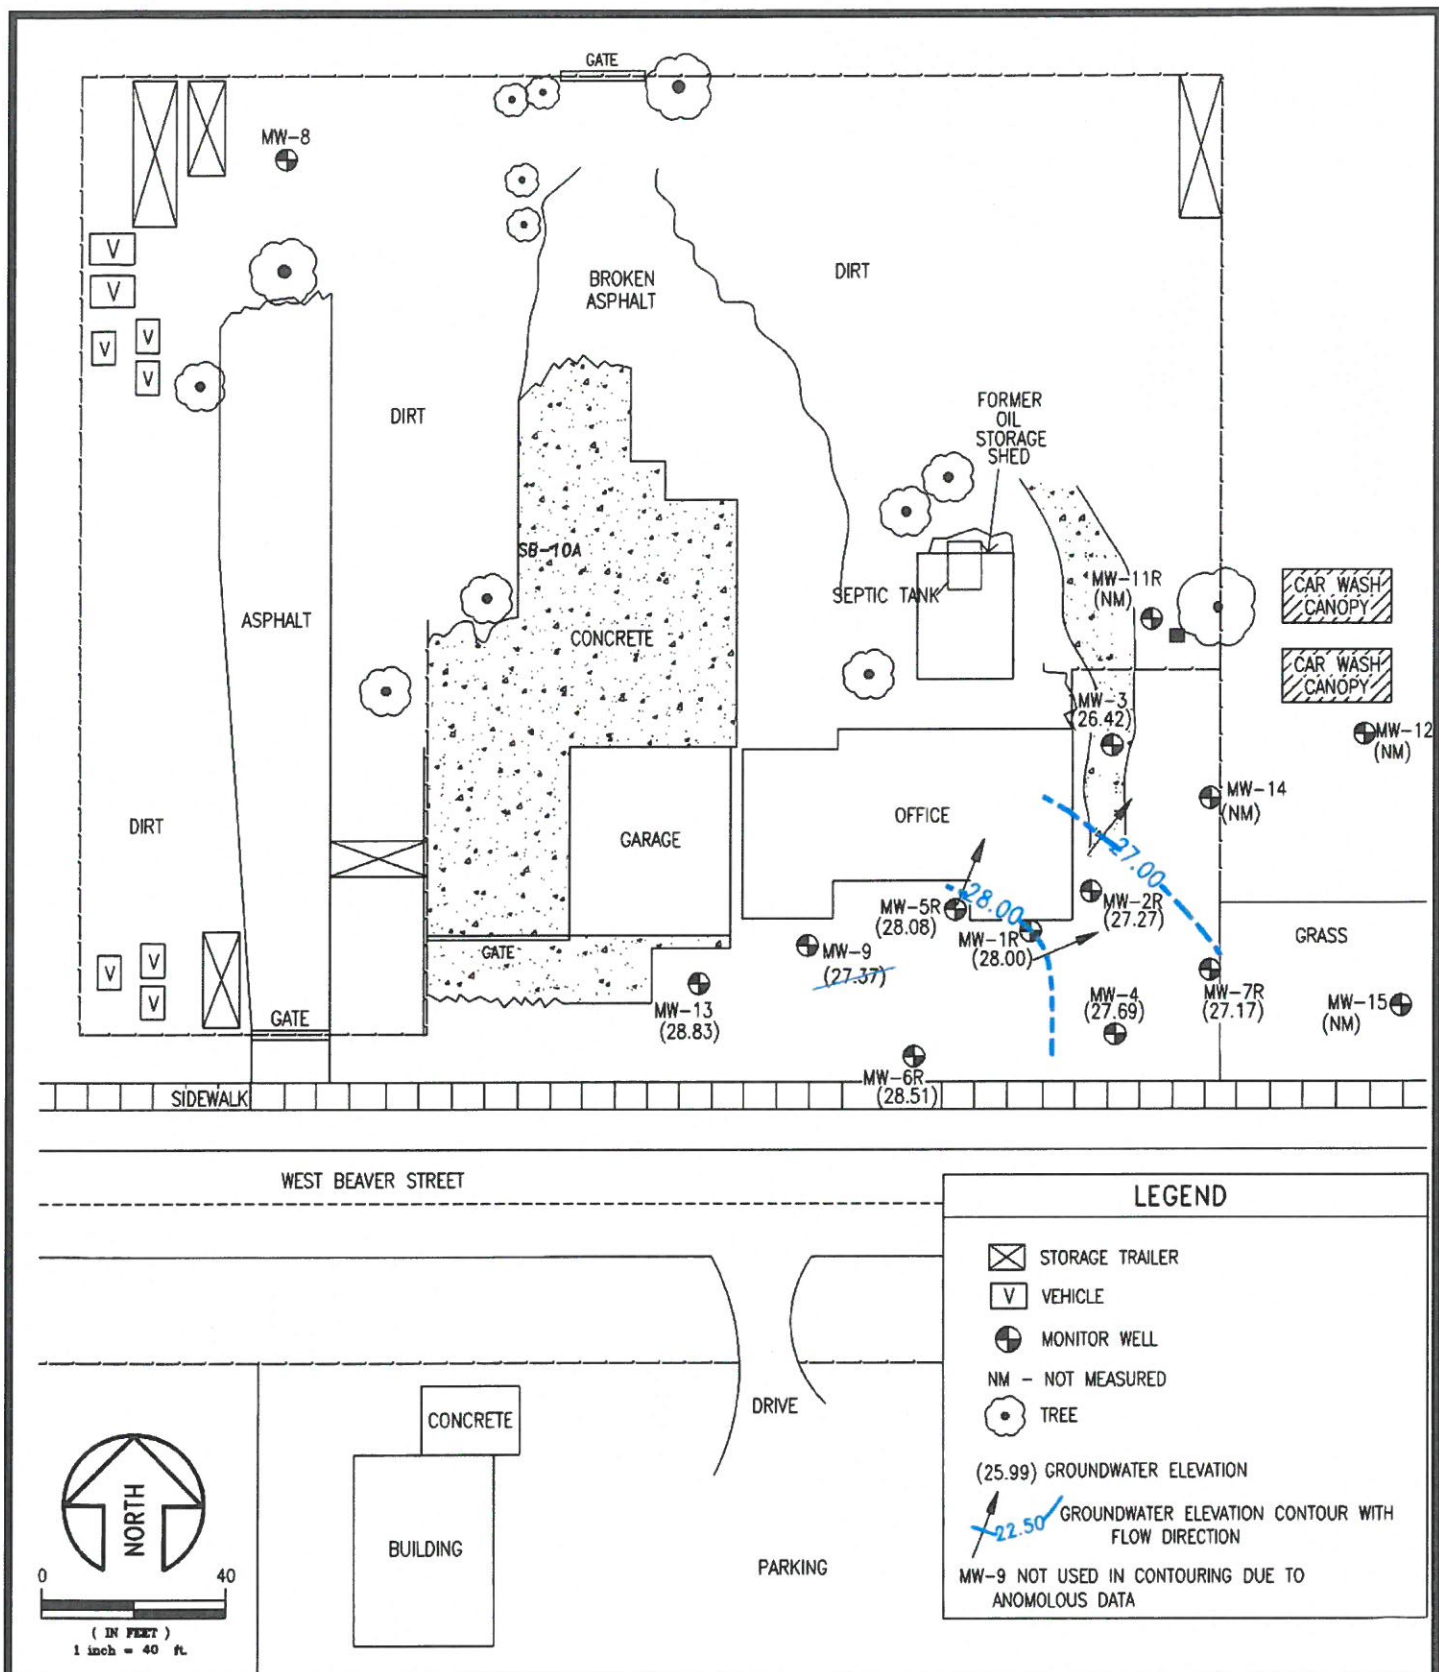 GATE
MW-8
V
V
V
V
V
BROKEN
ASPHALT
DIRT
DIRT
FORMER
OIL
STORAGE
SHED
SB-10A
SEPTIC TANK
MW-11R
(NM)
CAR WASH
CANOPY
ASPHALT
CONCRETE
CAR WASH
CANOPY
MW-3
(26.42)
MW-12
(NM)
MW-14
(NM)
DIRT
GARAGE
OFFICE
27.00
28.00
MW-5R
(28.08)
MW-2R
(27.27)
MW-1R
(28.00)
GRASS
GATE
MW-9
(27.37)
V
V
V
MW-13
(28.83)
MW-4
(27.69)
MW-7R
(27.17)
MW-15
(NM)
GATE
MW-6R
(28.51)
SIDEWALK
WEST BEAVER STREET
LEGEND
STORAGE TRAILER
V VEHICLE
MONITOR WELL
NM - NOT MEASURED
TREE
(25.99) GROUNDWATER ELEVATION
22.50 GROUNDWATER ELEVATION CONTOUR WITH
FLOW DIRECTION
MW-9 NOT USED IN CONTOURING DUE TO
ANOMOLOUS DATA
DRIVE
CONCRETE
BUILDING
PARKING
NORTH
0 40
( IN FEET )
1 inch = 40 ft.